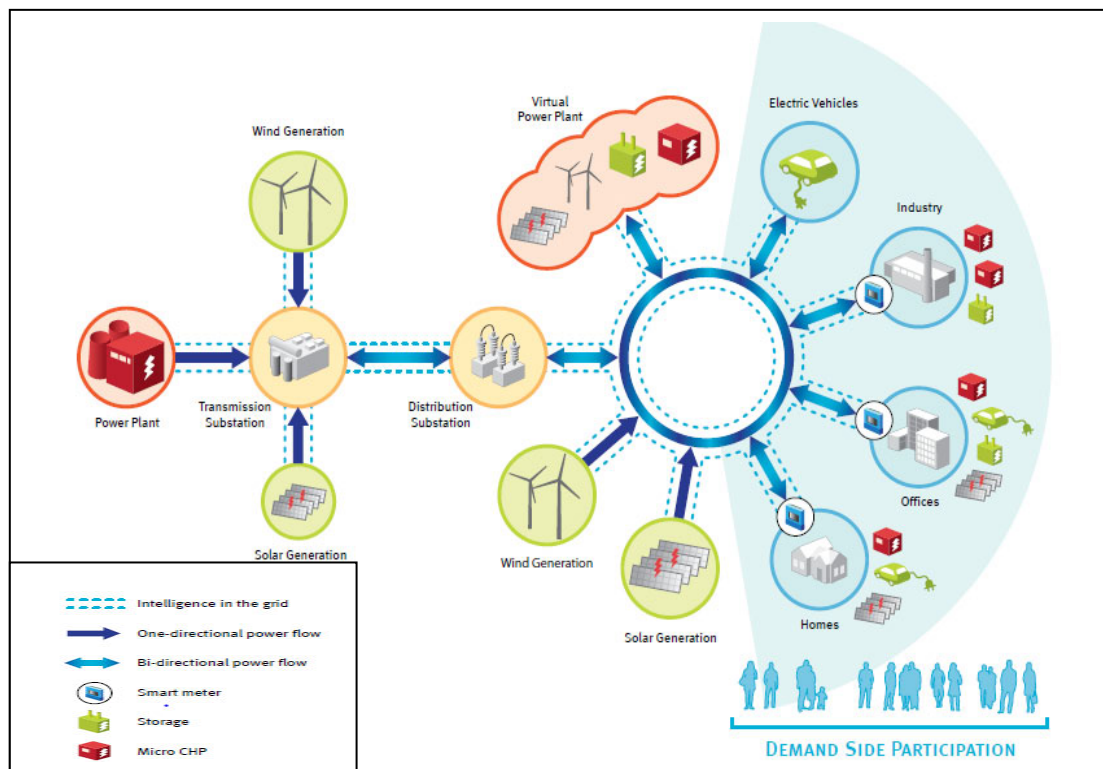 Virtual
Power Plant
Electric Vehicles
Wind Generation
Industry
Power Plant
Transmission
Substation
Distribution
Substation
Offices
Wind Generation
Solar Generation
Solar Generation
Homes
Intelligence in the grid
One-directional power flow
Bi-directional power flow
Smart meter
Storage
Micro CHP
DEMAND SIDE PARTICIPATION